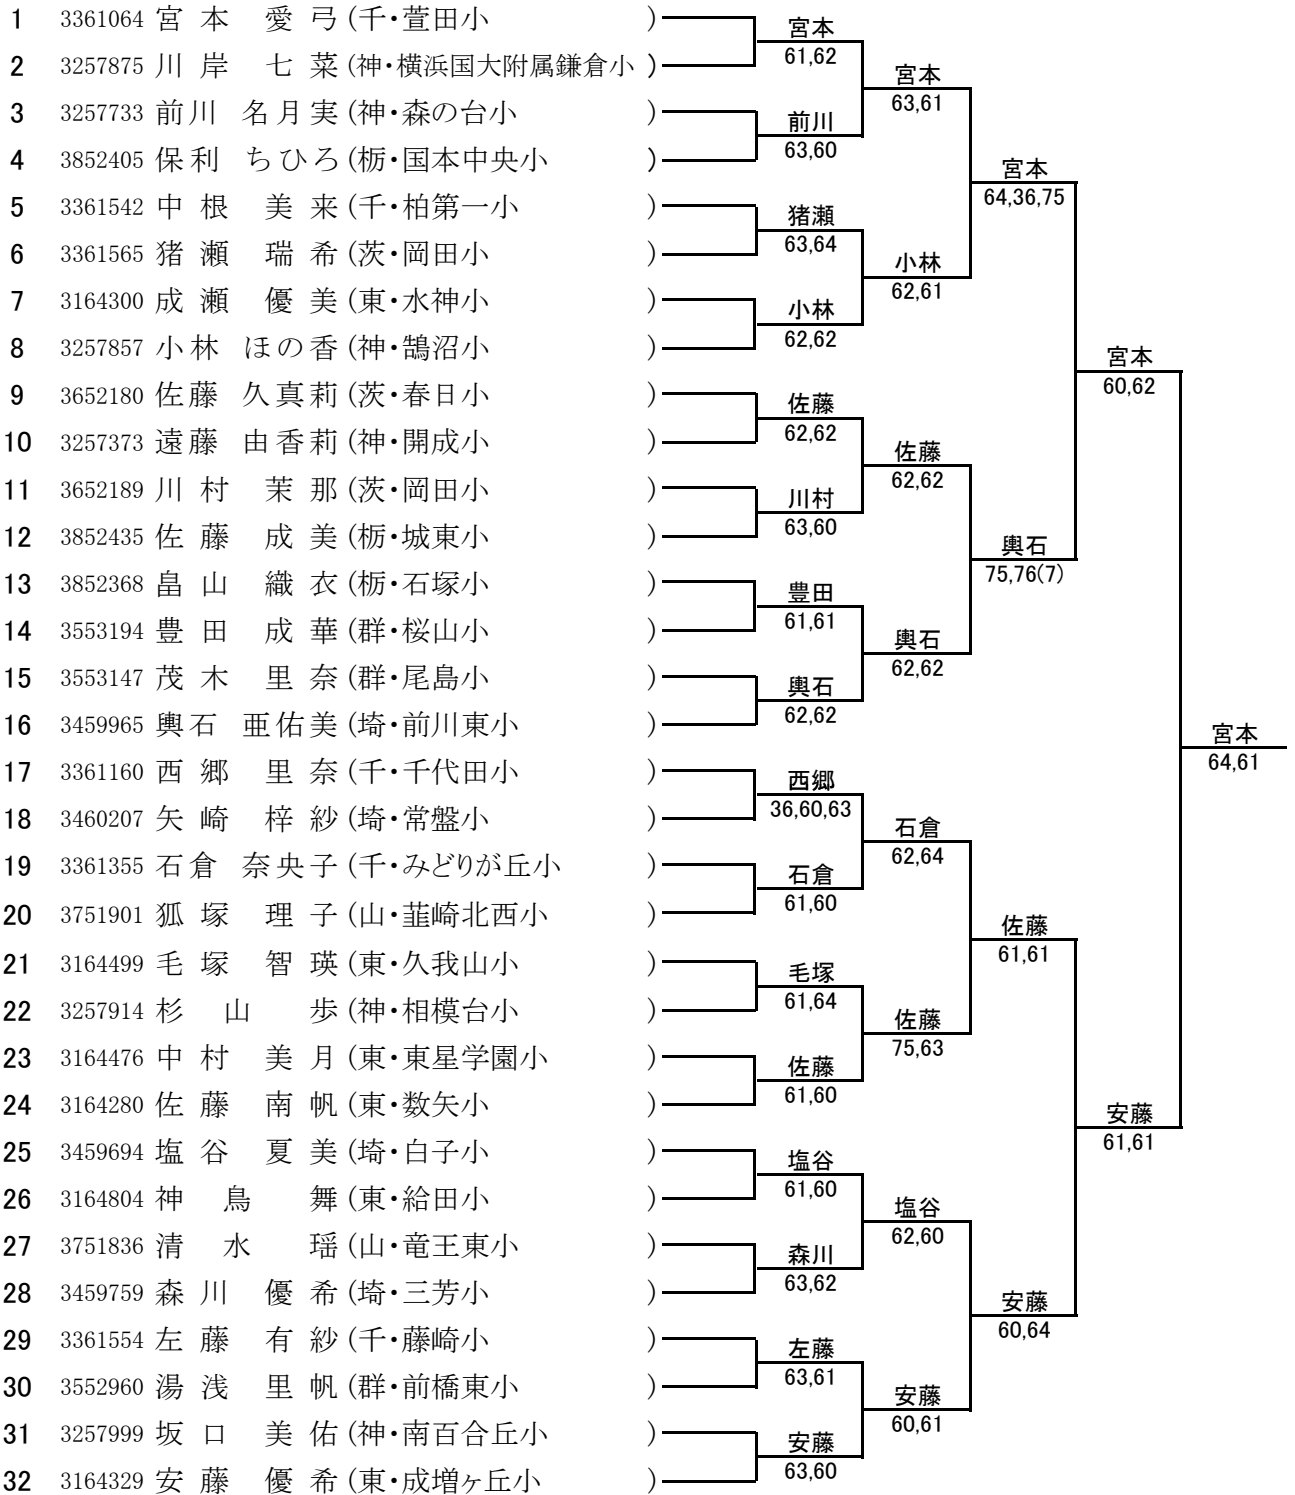 1 3361064 宮本 愛弓 (千・萱田小 )
2 3257875 川岸 七菜 (神・横浜国大附属鎌倉小 )
3 3257733 前川 名月実 (神・森の台小 )
4 3852405 保利 ちひろ (栃・国本中央小 )
5 3361542 中根 美来 (千・柏第一小 )
6 3361565 猪瀬 瑞希 (茨・岡田小 )
7 3164300 成瀬 優美 (東・水神小 )
8 3257857 小林 ほの香 (神・鵠沼小 )
9 3652180 佐藤 久真莉 (茨・春日小 )
10 3257373 遠藤 由香莉 (神・開成小 )
11 3652189 川村 茉那 (茨・岡田小 )
12 3852435 佐藤 成美 (栃・城東小 )
13 3852368 畠山 織衣 (栃・石塚小 )
14 3553194 豊田 成華 (群・桜山小 )
15 3553147 茂木 里奈 (群・尾島小 )
16 3459965 輿石 亜佑美 (埼・前川東小 )
17 3361160 西郷 里奈 (千・千代田小 )
18 3460207 矢崎 梓紗 (埼・常盤小 )
19 3361355 石倉 奈央子 (千・みどりが丘小 )
20 3751901 狐塚 理子 (山・韮崎北西小 )
21 3164499 毛塚 智瑛 (東・久我山小 )
22 3257914 杉山 歩 (神・相模台小 )
23 3164476 中村 美月 (東・東星学園小 )
24 3164280 佐藤 南帆 (東・数矢小 )
25 3459694 塩谷 夏美 (埼・白子小 )
26 3164804 神鳥 舞 (東・給田小 )
27 3751836 清水 瑶 (山・竜王東小 )
28 3459759 森川 優希 (埼・三芳小 )
29 3361554 左藤 有紗 (千・藤崎小 )
30 3552960 湯浅 里帆 (群・前橋東小 )
31 3257999 坂口 美佑 (神・南百合丘小 )
32 3164329 安藤 優希 (東・成増ヶ丘小 )
宮本
61,62
前川
63,60
猪瀬
63,64
小林
62,62
佐藤
62,62
川村
63,60
豊田
61,61
輿石
62,62
西郷
36,60,63
石倉
61,60
毛塚
61,64
佐藤
61,60
塩谷
61,60
森川
63,62
左藤
63,61
安藤
63,60
宮本
63,61
小林
62,61
佐藤
62,62
輿石
62,62
石倉
62,64
佐藤
75,63
塩谷
62,60
安藤
60,61
宮本
64,36,75
輿石
75,76(7)
佐藤
61,61
安藤
60,64
宮本
60,62
安藤
61,61
宮本
64,61